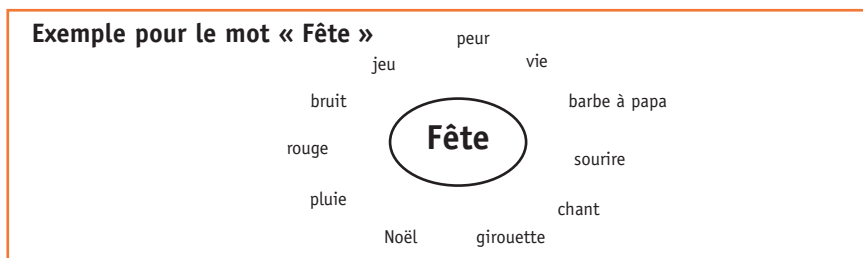 Exemple pour le mot « Fête »
peur
jeu
vie
bruit
barbe à papa
Fête
rouge
sourire
pluie
chant
Noël
girouette